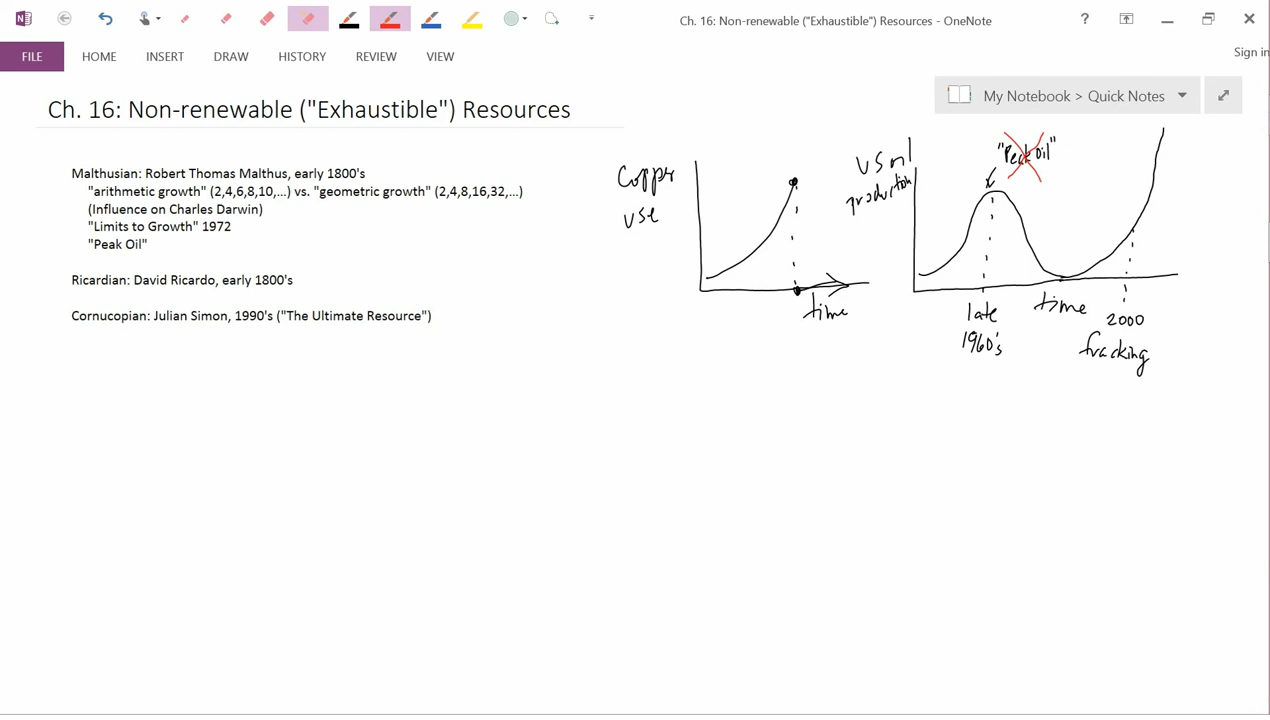 Ch. 16: Non-renewable ("Exhaustible") Resources - OneNote
?
FILE
HOME
INSERT
DRAW
HISTORY
REVIEW
VIEW
Sign in
My Notebook > Quick Notes
Ch. 16: Non-renewable ("Exhaustible") Resources
Malthusian: Robert Thomas Malthus, early 1800's
"arithmetic growth" (2,4,6,8,10,...) vs. "geometric growth" (2,4,8,16,32,...)
(Influence on Charles Darwin)
"Limits to Growth" 1972
"Peak Oil"
Ricardian: David Ricardo, early 1800's
Cornucopian: Julian Simon, 1990's ("The Ultimate Resource")
Copper
use
time
US oil
production
"Peak Oil"
late
1960's
time
2000
fracking